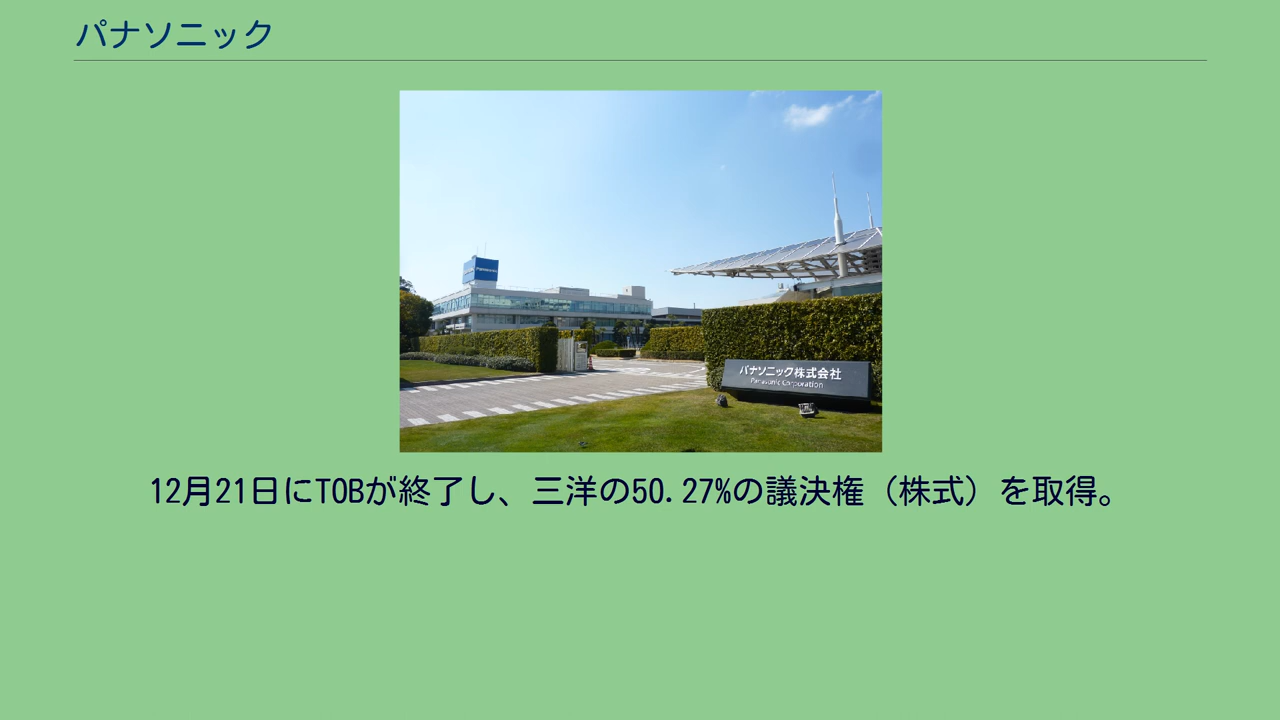 パナソニック
Panasonic
パナソニック株式会社
Panasonic Corporation
12月21日にTOBが終了し、三洋の50.27%の議決権（株式）を取得。